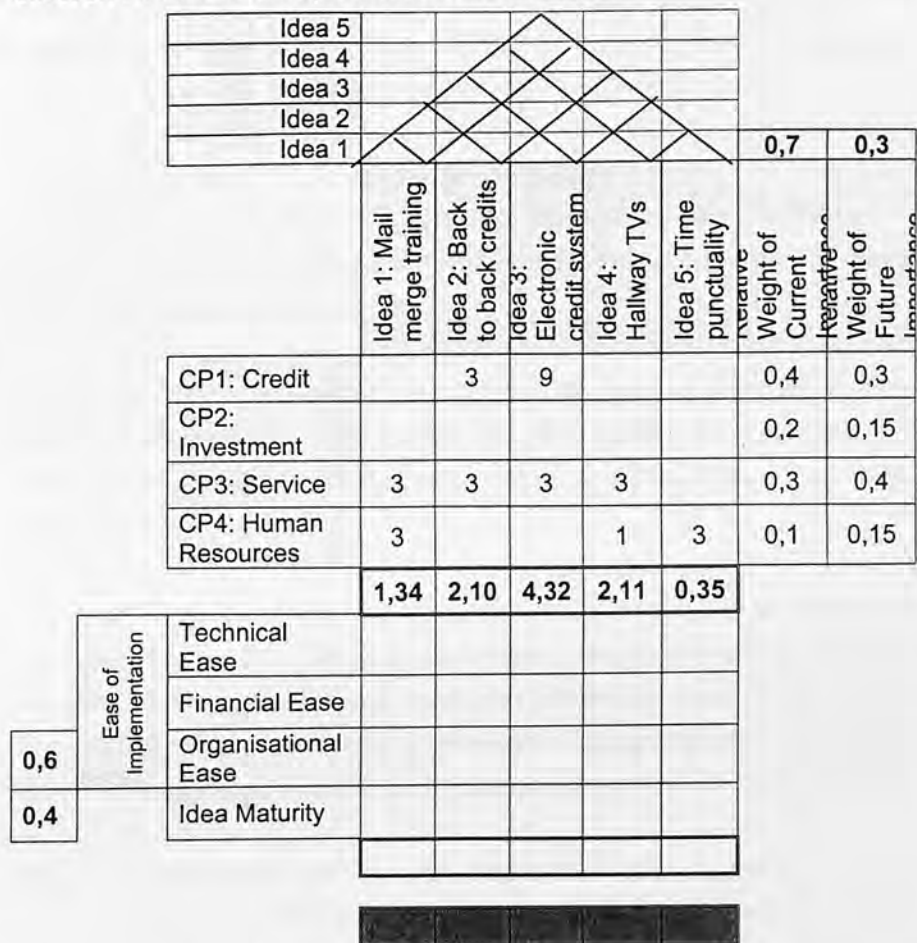 Idea 5
Idea 4
Idea 3
Idea 2
Idea 1
0,7 0,3
Idea 1: Mail
merge training
Idea 2: Back
to back credits
Idea 3:
Electronic
credit system
Idea 4:
Hallway TVs
Idea 5: Time
punctuality
Relative
Weight of
Current
Importance
Relative
Weight of
Future
Importance
CP1: Credit 3 9 0,4 0,3
CP2:
Investment 0,2 0,15
CP3: Service 3 3 3 3 0,3 0,4
CP4: Human
Resources 3 1 3 0,1 0,15
1,34 2,10 4,32 2,11 0,35
Ease of
Implementation
Technical
Ease
Financial Ease
0,6 Organisational
Ease
0,4 Idea Maturity